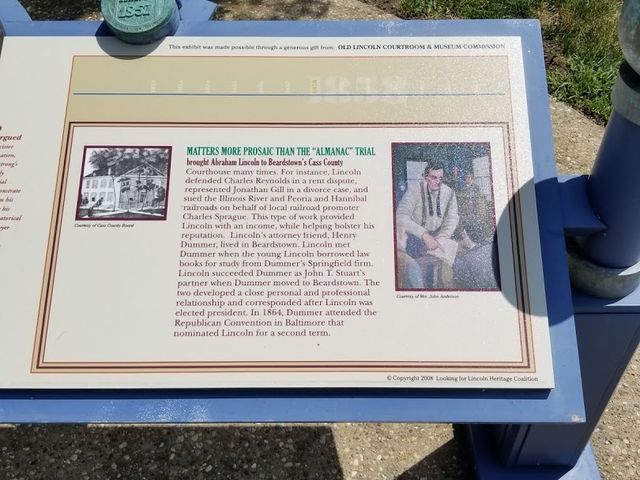 1951
This exhibit was made possible through a generous gift from: OLD LINCOLN COURTROOM & MUSEUM COMMISSION
1858
argued
MATTERS MORE PROSAIC THAN THE "ALMANAC" TRIAL
brought Abraham Lincoln to Beardstown's Cass County
Courthouse many times. For instance, Lincoln
defended Charles Reynolds in a rent dispute,
represented Jonathan Gill in a divorce case, and
sued the Illinois River and Peoria and Hannibal
railroads on behalf of local railroad promoter
Charles Sprague. This type of work provided
Lincoln with an income, while helping bolster his
reputation. Lincoln's attorney friend, Henry
Dummer, lived in Beardstown. Lincoln met
Dummer when the young Lincoln borrowed law
books for study from Dummer's Springfield firm.
Lincoln succeeded Dummer as John T. Stuart's
partner when Dummer moved to Beardstown. The
two developed a close personal and professional
relationship and corresponded after Lincoln was
elected president. In 1864, Dummer attended the
Republican Convention in Baltimore that
nominated Lincoln for a second term.
Courtesy of Cass County Board
Courtesy of Mrs. John Anderson
© Copyright 2008 Looking for Lincoln Heritage Coalition